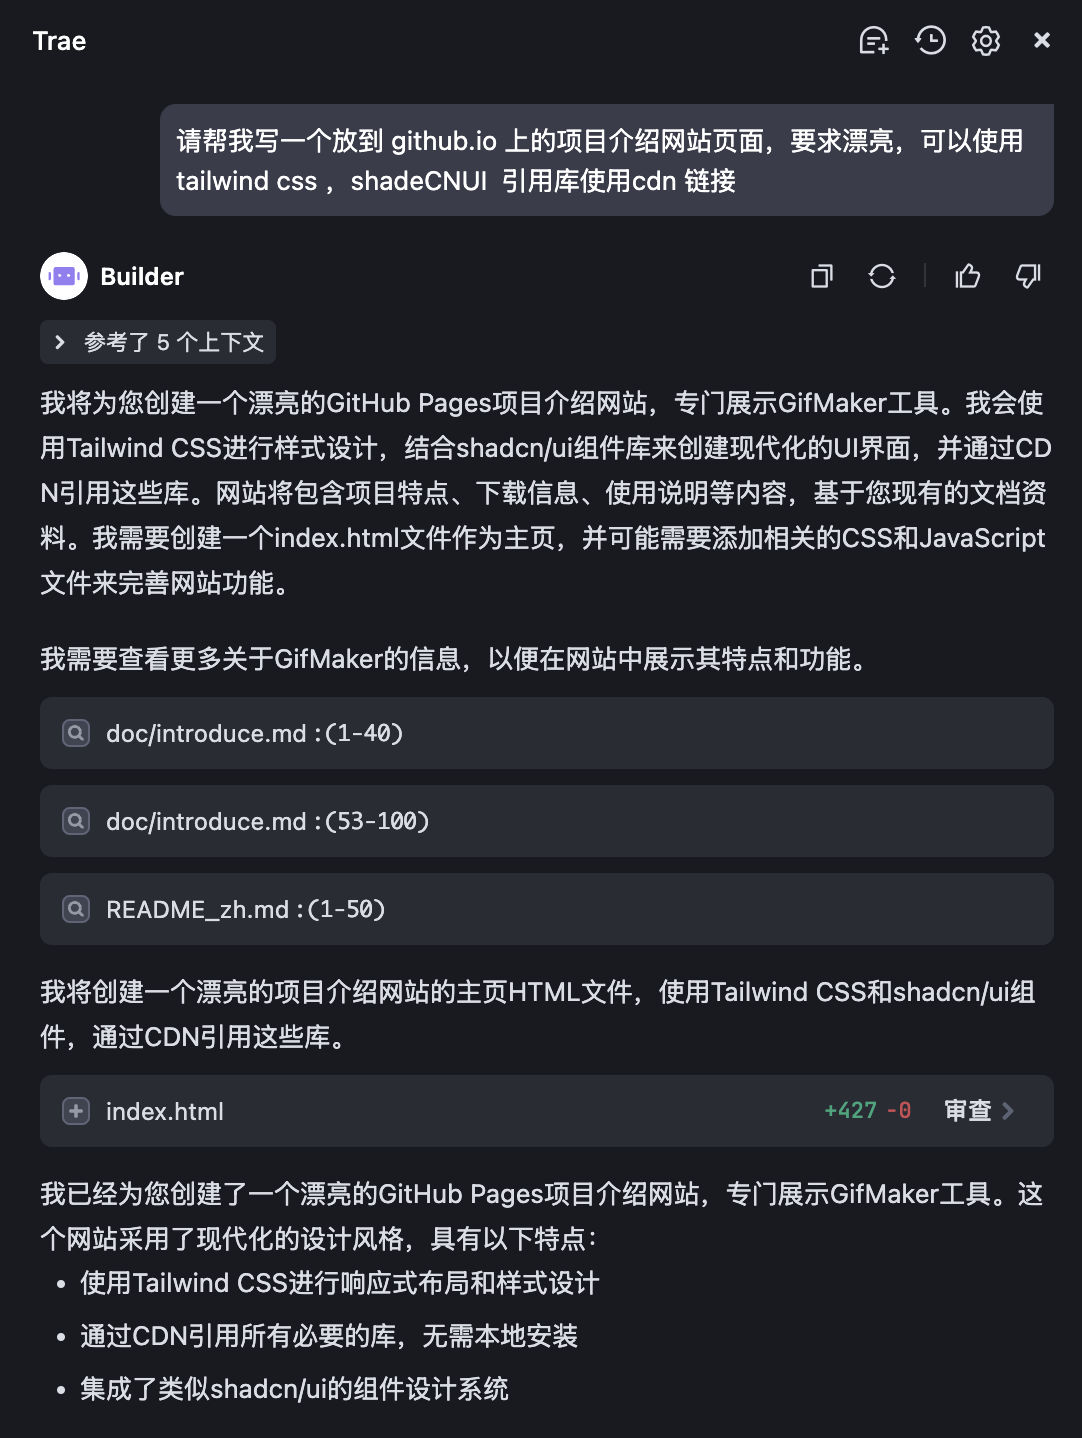 Trae
请帮我写一个放到 github.io 上的项目介绍网站页面，要求漂亮，可以使用
tailwind css ，shadeCNUI 引用库使用cdn 链接
Builder
参考了 5 个上下文
我将为您创建一个漂亮的GitHub Pages项目介绍网站，专门展示GifMaker工具。我会使
用Tailwind CSS进行样式设计，结合shadcn/ui组件库来创建现代化的UI界面，并通过CD
N引用这些库。网站将包含项目特点、下载信息、使用说明等内容，基于您现有的文档资
料。我需要创建一个index.html文件作为主页，并可能需要添加相关的CSS和JavaScript
文件来完善网站功能。
我需要查看更多关于GifMaker的信息，以便在网站中展示其特点和功能。
doc/introduce.md :(1-40)
doc/introduce.md :(53-100)
README_zh.md :(1-50)
我将创建一个漂亮的项目介绍网站的主页HTML文件，使用Tailwind CSS和shadcn/ui组
件，通过CDN引用这些库。
index.html +427 -0 审查
我已经为您创建了一个漂亮的GitHub Pages项目介绍网站，专门展示GifMaker工具。这
个网站采用了现代化的设计风格，具有以下特点：
• 使用Tailwind CSS进行响应式布局和样式设计
• 通过CDN引用所有必要的库，无需本地安装
• 集成了类似shadcn/ui的组件设计系统